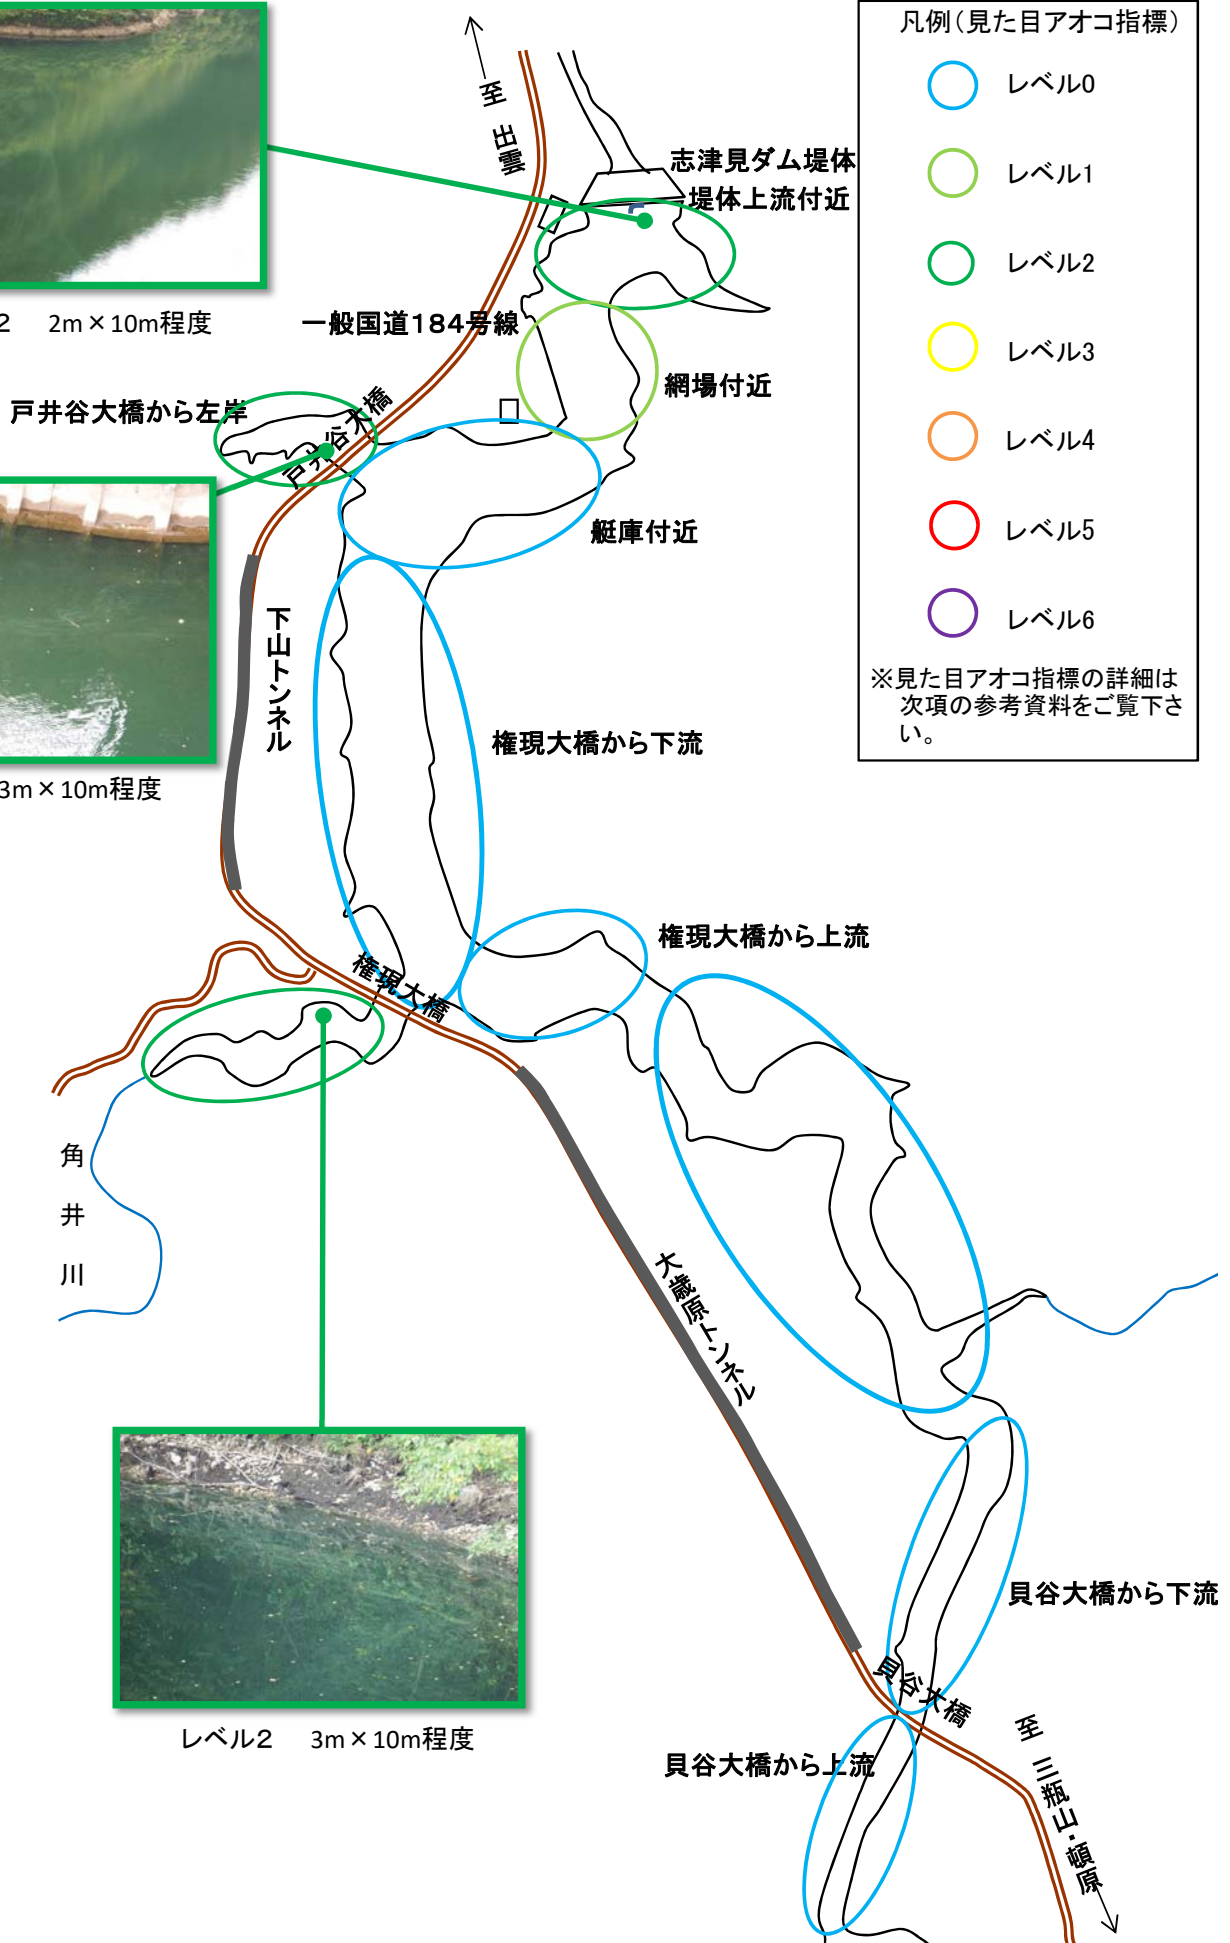 凡例（見た目アオコ指標）
レベル0
レベル1
レベル2
レベル3
レベル4
レベル5
レベル6
※見た目アオコ指標の詳細は
次項の参考資料をご覧下さ
い。
至 出雲
志津見ダム堤体
堤体上流付近
2 2m×10m程度
一般国道184号線
網場付近
戸井谷大橋から左岸
戸井谷大橋
艇庫付近
下山トンネル
権現大橋から下流
3m×10m程度
権現大橋から上流
権現大橋
角井川
大歳原トンネル
レベル2 3m×10m程度
貝谷大橋から下流
貝谷大橋
貝谷大橋から上流
至 三瓶山・頓原